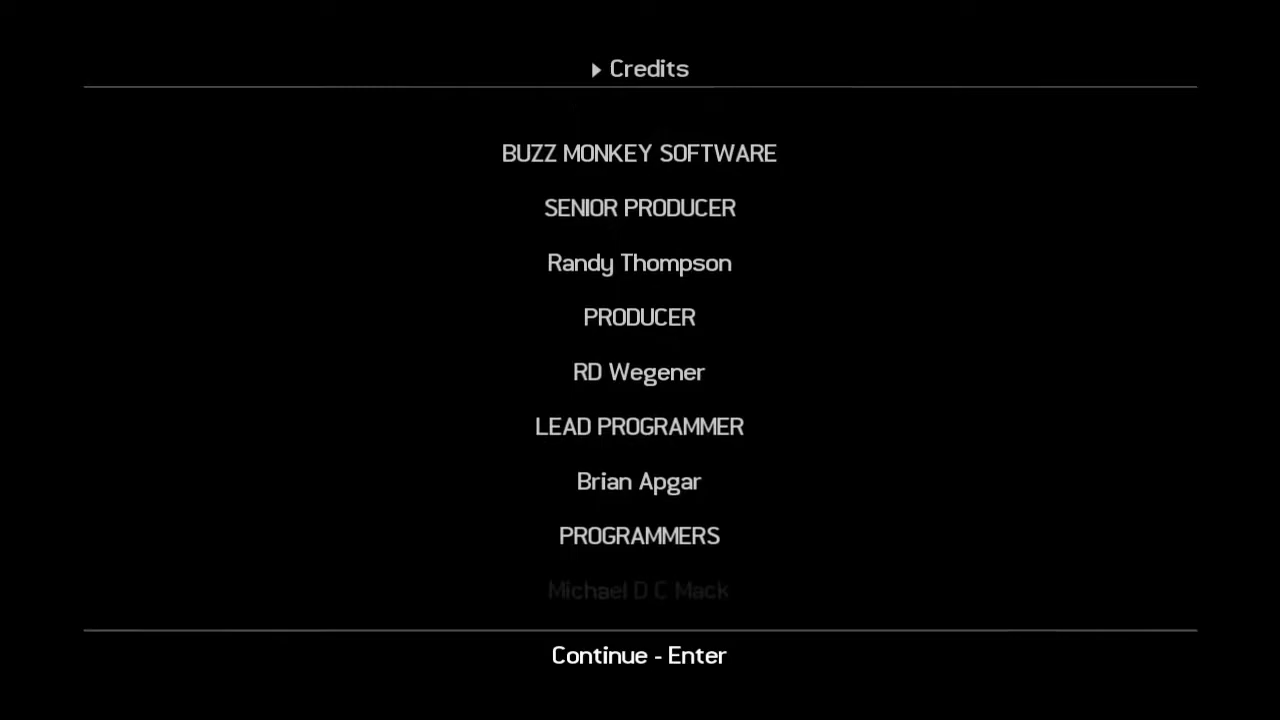 Credits
BUZZ MONKEY SOFTWARE
SENIOR PRODUCER
Randy Thompson
PRODUCER
RD Wegener
LEAD PROGRAMMER
Brian Apgar
PROGRAMMERS
Michael D C Mack
Continue - Enter